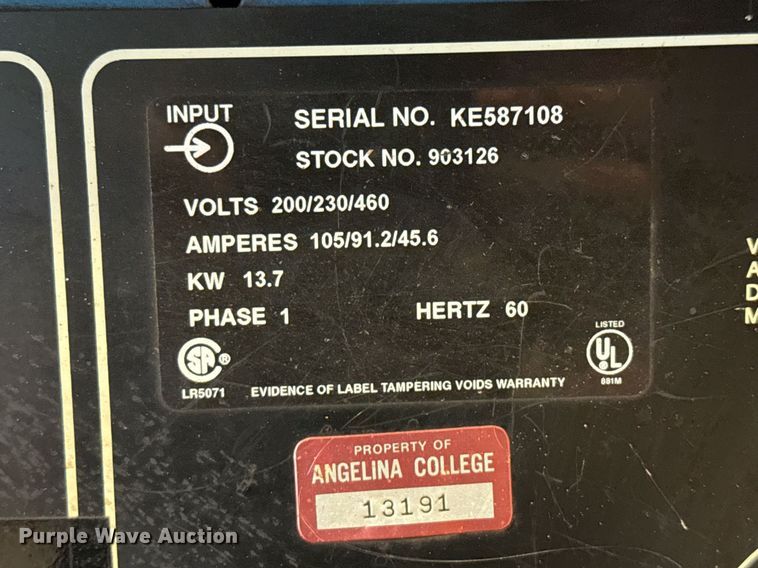 INPUT
SERIAL NO. KE587108
STOCK NO. 903126
VOLTS 200/230/460
AMPERES 105/91.2/45.6
KW 13.7
PHASE 1 HERTZ 60
SA ®
LR5071
LISTED
UL
881M
EVIDENCE OF LABEL TAMPERING VOIDS WARRANTY
V
A
D
M
PROPERTY OF
ANGELINA COLLEGE
13191
Purple Wave Auction